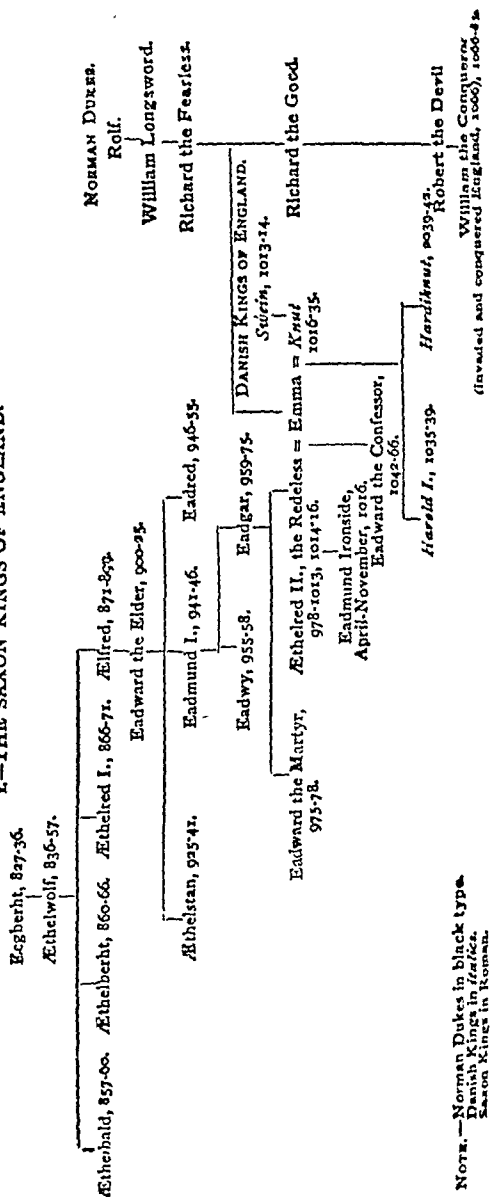 I.—THE SAXON KINGS OF ENGLAND.
Ecgberht, 827-36.
Æthelwolf, 836-57.
Æthelbald, 857-60. Æthelberht, 860-66. Æthelred I., 866-71. Ælfred, 871-
Eadward the Elder, 900-25.
Æthelstan, 925-41. Eadmund I., 941-46. Eadred, 946-55.
Eadwy, 955-58. Eadgar, 959-75.
Eadward the Martyr,
975-78.
Æthelred II., the Redeless = Emma = Knut
978-1013, 1014-16. 1016-35.
Eadmund Ironside,
April-November, 1016,
Eadward the Confessor,
1042-66.
Harold I., 1035-39. Hardiknut, 1039-42.
DANISH KINGS OF ENGLAND.
Swein, 1013-14.
NORMAN DUKES.
Rolf.
William Longsword.
Richard the Fearless.
Richard the Good.
Robert the Devil
William the Conqueror
(Invaded and conquered England, 1066), 1066-
NOTE.—Norman Dukes in black type.
Danish Kings in italics.
Saxon Kings in Roman.